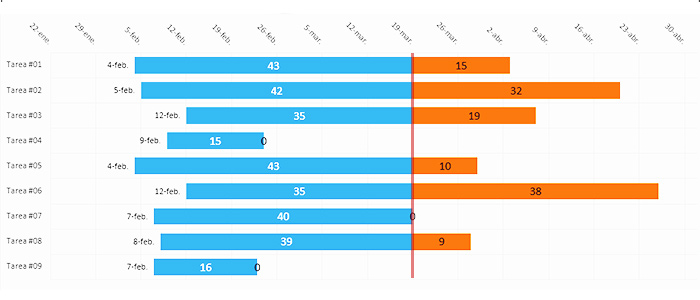 22-ene. 29-ene. 5-feb. 12-feb. 19-feb. 26-feb. 5-mar. 12-mar. 19-mar. 26-mar. 2-abr. 9-abr. 16-abr. 23-abr. 30-abr.
Tarea #01 4-feb. 43 15
Tarea #02 5-feb. 42 32
Tarea #03 12-feb. 35 19
Tarea #04 9-feb. 15 0
Tarea #05 4-feb. 43 10
Tarea #06 12-feb. 35 38
Tarea #07 7-feb. 40 0
Tarea #08 8-feb. 39 9
Tarea #09 7-feb. 16 0